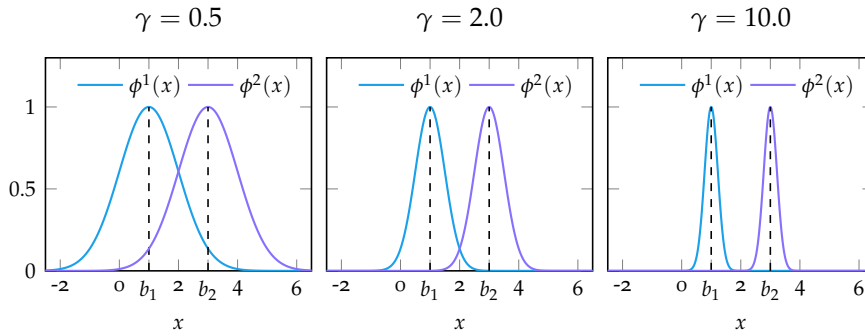 γ = 0.5 γ = 2.0 γ = 10.0
ϕ¹(x) ϕ²(x) ϕ¹(x) ϕ²(x) ϕ¹(x) ϕ²(x)
1
0.5
0
-2 0 b₁ 2 b₂ 4 6 -2 0 b₁ 2 b₂ 4 6 -2 0 b₁ 2 b₂ 4 6
x x x